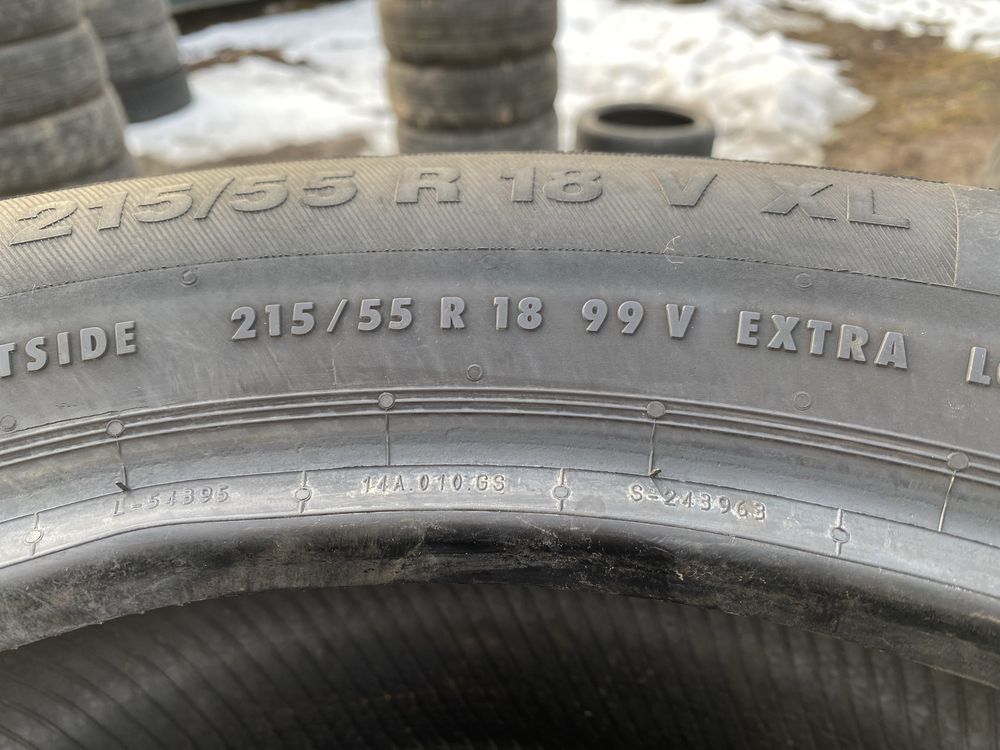 215/55 R 18 V XL
TSIDE 215/55 R 18 99 V EXTRA L
L-54395 14A.010.GS S-243963